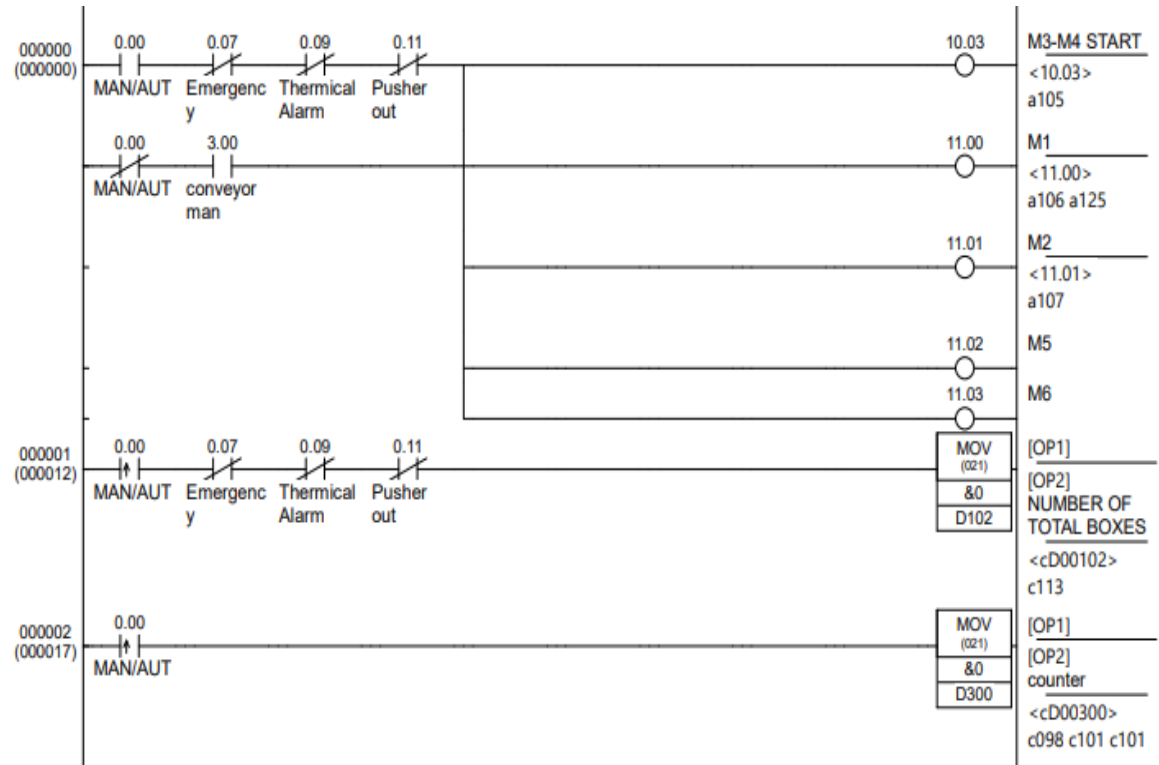 0.00 0.07 0.09 0.11 10.03 M3-M4 START
000000
(000000)
MAN/AUT Emergenc Thermical Pusher <10.03>
y Alarm out a105
0.00 3.00 11.00 M1
MAN/AUT conveyor <11.00>
man a106 a125
11.01 M2
<11.01>
a107
11.02 M5
11.03 M6
0.00 0.07 0.09 0.11 MOV [OP1]
000001 (021)
(000012)
MAN/AUT Emergenc Thermical Pusher &0 [OP2]
y Alarm out D102 NUMBER OF
TOTAL BOXES
<cD00102>
c113
0.00 MOV [OP1]
000002 (021)
(000017)
MAN/AUT &0 [OP2]
D300 counter
<cD00300>
c098 c101 c101